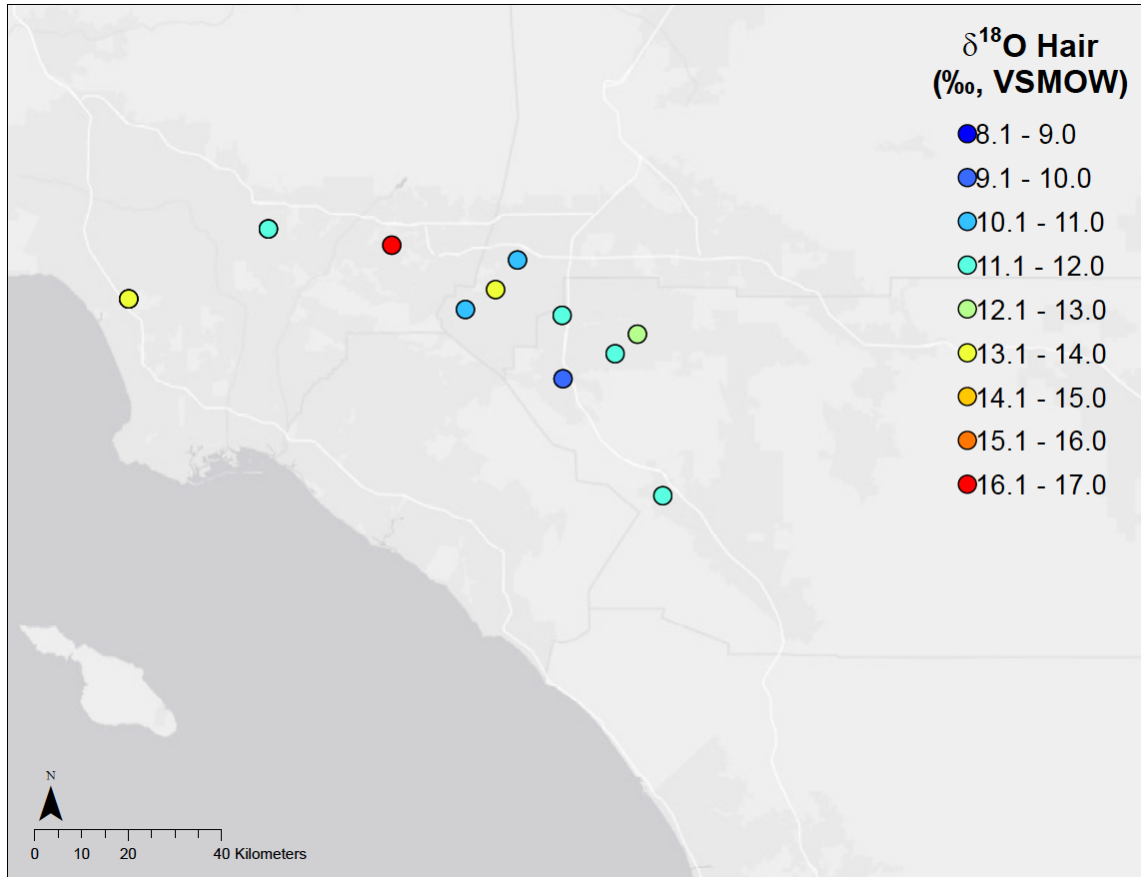 δ¹⁸O Hair
(‰, VSMOW)
8.1 - 9.0
9.1 - 10.0
10.1 - 11.0
11.1 - 12.0
12.1 - 13.0
13.1 - 14.0
14.1 - 15.0
15.1 - 16.0
16.1 - 17.0
N
0 10 20 40 Kilometers